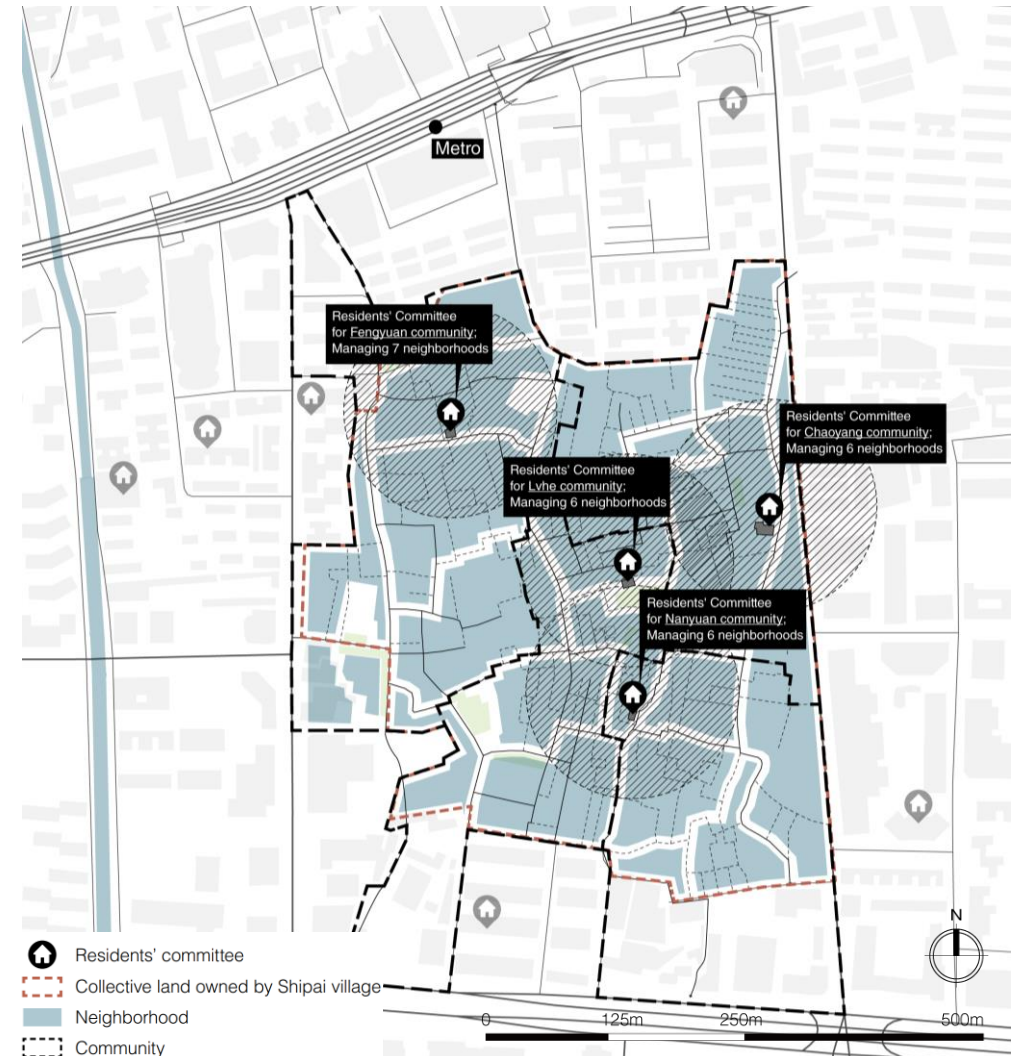 Metro
Residents' Committee
for Fengyuan community;
Managing 7 neighborhoods
Residents' Committee
for Chaoyang community;
Managing 6 neighborhoods
Residents' Committee
for Lvhe community;
Managing 6 neighborhoods
Residents' Committee
for Nanyuan community;
Managing 6 neighborhoods
N
Residents' committee
Collective land owned by Shipai village
Neighborhood
Community
0 125m 250m 500m